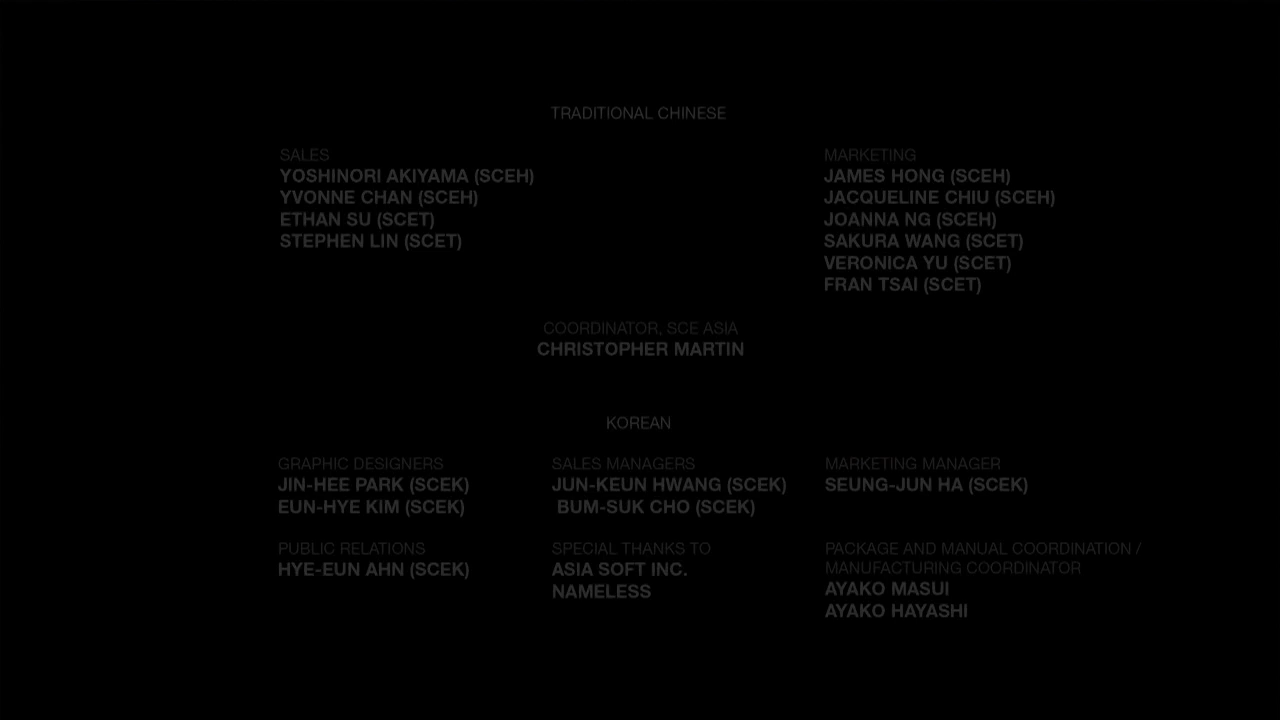 TRADITIONAL CHINESE
SALES
YOSHINORI AKIYAMA (SCEH)
YVONNE CHAN (SCEH)
ETHAN SU (SCET)
STEPHEN LIN (SCET)
MARKETING
JAMES HONG (SCEH)
JACQUELINE CHIU (SCEH)
JOANNA NG (SCEH)
SAKURA WANG (SCET)
VERONICA YU (SCET)
FRAN TSAI (SCET)
COORDINATOR, SCE ASIA
CHRISTOPHER MARTIN
KOREAN
GRAPHIC DESIGNERS
JIN-HEE PARK (SCEK)
EUN-HYE KIM (SCEK)
SALES MANAGERS
JUN-KEUN HWANG (SCEK)
BUM-SUK CHO (SCEK)
MARKETING MANAGER
SEUNG-JUN HA (SCEK)
PUBLIC RELATIONS
HYE-EUN AHN (SCEK)
SPECIAL THANKS TO
ASIA SOFT INC.
NAMELESS
PACKAGE AND MANUAL COORDINATION /
MANUFACTURING COORDINATOR
AYAKO MASUI
AYAKO HAYASHI